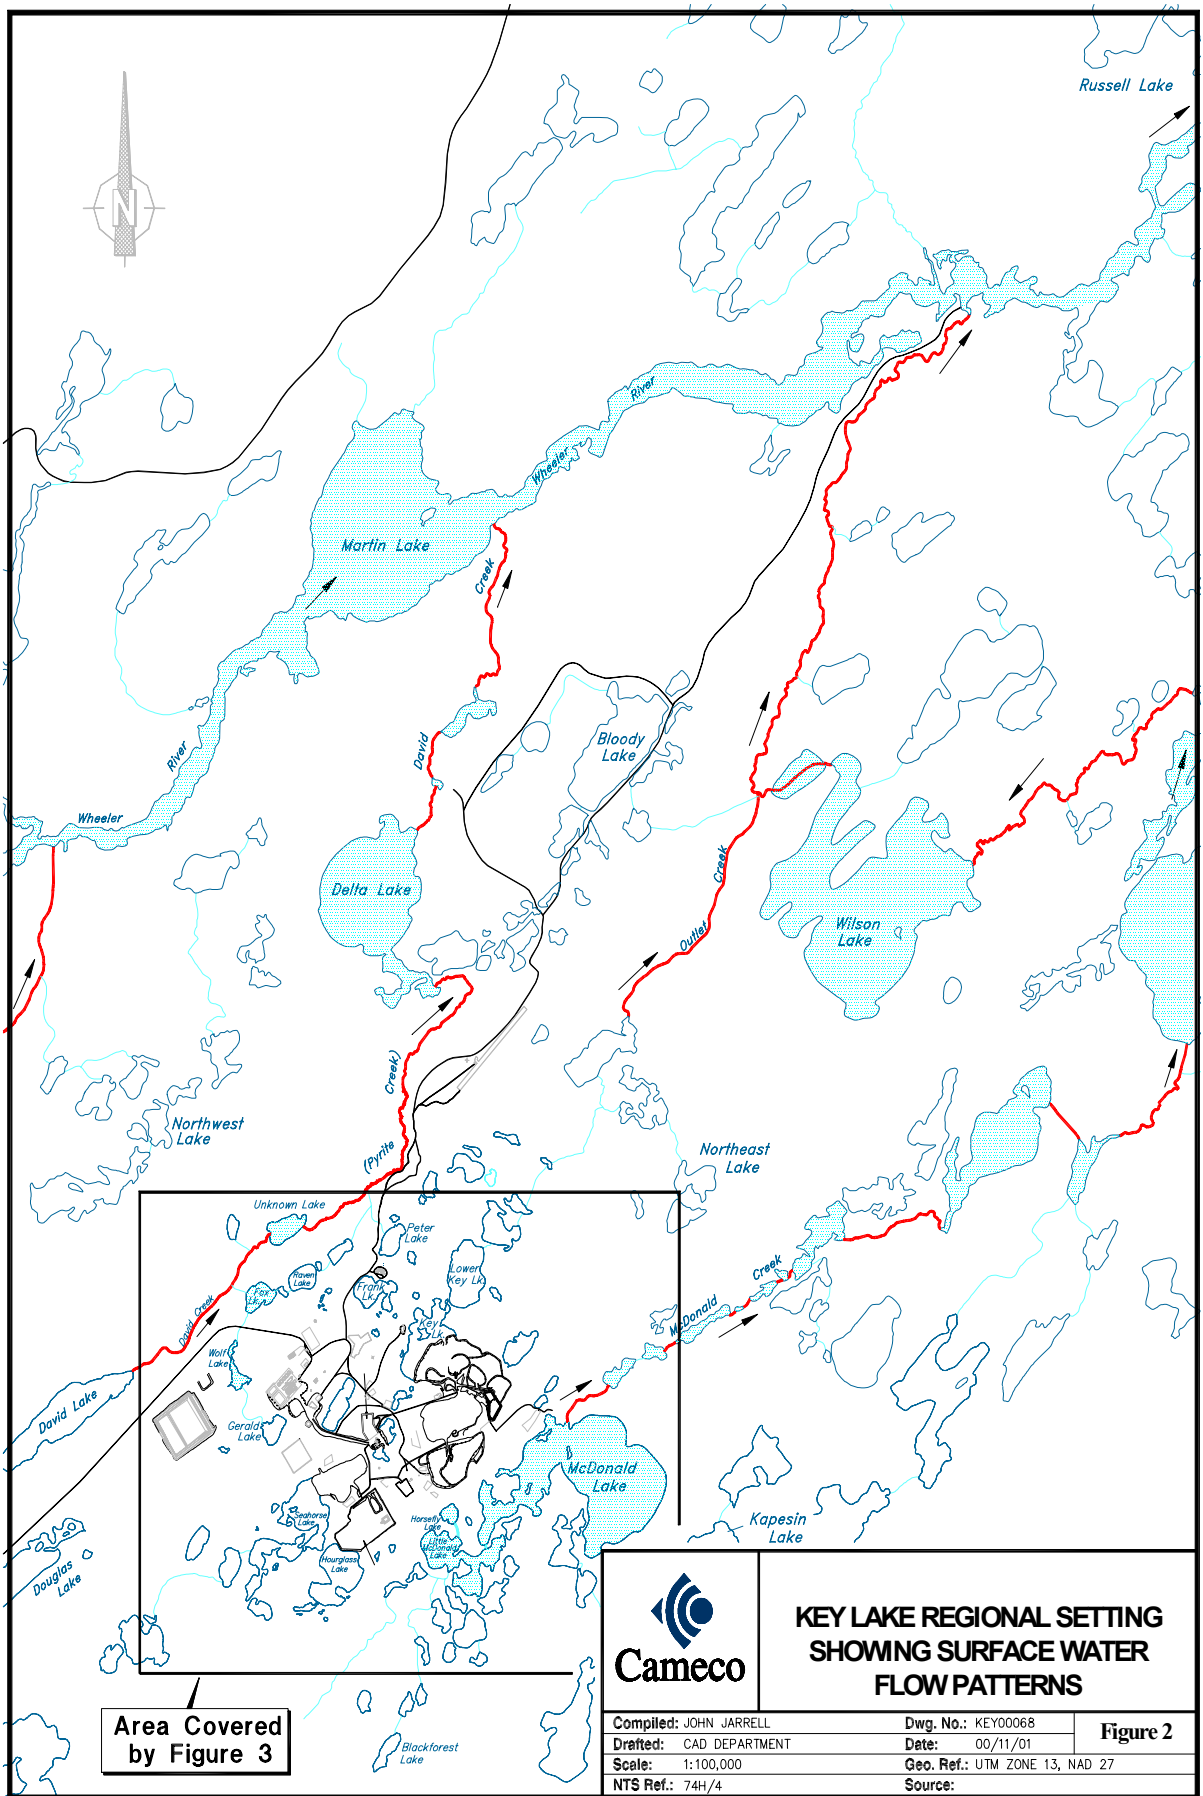 Russell Lake
N
River
Wheeler
Martin Lake
Creek
David
Bloody
Lake
River
Wheeler
Delta Lake
Creek
Outlet
Wilson
Lake
Creek)
(Pyrite
Northwest
Lake
Northeast
Lake
Unknown Lake
Peter
Lake
Raven
Lake
Fox
Lk.
Frank
Lk.
Lower
Key Lk.
Key
Lk.
David Creek
Creek
McDonald
Wolf
Lake
David Lake
Gerald
Lake
McDonald
Lake
Seahorse
Lake
Horsefly
Lake
Little
McDonald
Lake
Hourglass
Lake
Kapesin
Lake
Douglas
Lake
Blackforest
Lake
Area Covered
by Figure 3
Cameco
KEY LAKE REGIONAL SETTING
SHOWING SURFACE WATER
FLOW PATTERNS
Compiled: JOHN JARRELL
Dwg. No.: KEY00068
Drafted: CAD DEPARTMENT
Date: 00/11/01
Figure 2
Scale: 1:100,000
Geo. Ref.: UTM ZONE 13, NAD 27
NTS Ref.: 74H/4
Source: